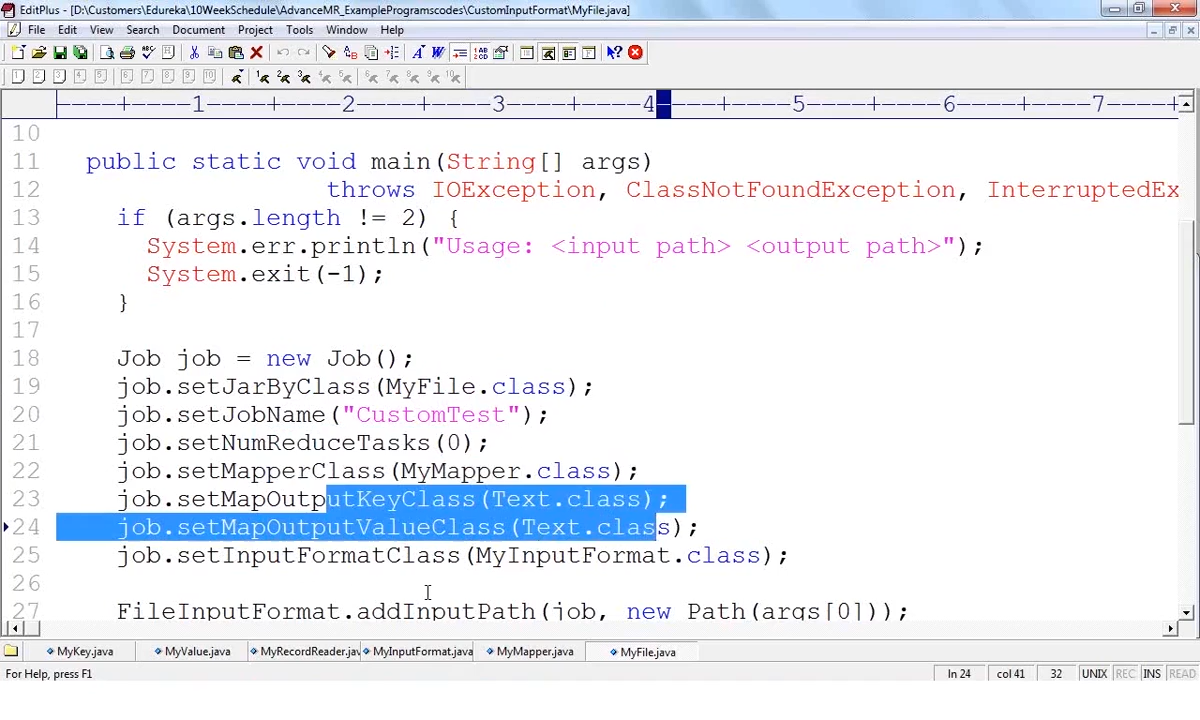 EditPlus - [D:\Customers\Edureka\10WeekSchedule\AdvanceMR_ExampleProgramscodes\CustomInputFormat\MyFile.java]
File Edit View Search Document Project Tools Window Help
----+----1----+----2----+----3----+----4----+----5----+----6----+----7----+
10
11 public static void main(String[] args)
12 throws IOException, ClassNotFoundException, InterruptedEx
13 if (args.length != 2) {
14 System.err.println("Usage: <input path> <output path>");
15 System.exit(-1);
16 }
17
18 Job job = new Job();
19 job.setJarByClass(MyFile.class);
20 job.setJobName("CustomTest");
21 job.setNumReduceTasks(0);
22 job.setMapperClass(MyMapper.class);
23 job.setMapOutputKeyClass(Text.class);
24 job.setMapOutputValueClass(Text.class);
25 job.setInputFormatClass(MyInputFormat.class);
26
27 FileInputFormat.addInputPath(job, new Path(args[0]));
MyKey.java MyValue.java MyRecordReader.jav MyInputFormat.java MyMapper.java MyFile.java
For Help, press F1 ln 24 col 41 32 UNIX REC INS READ